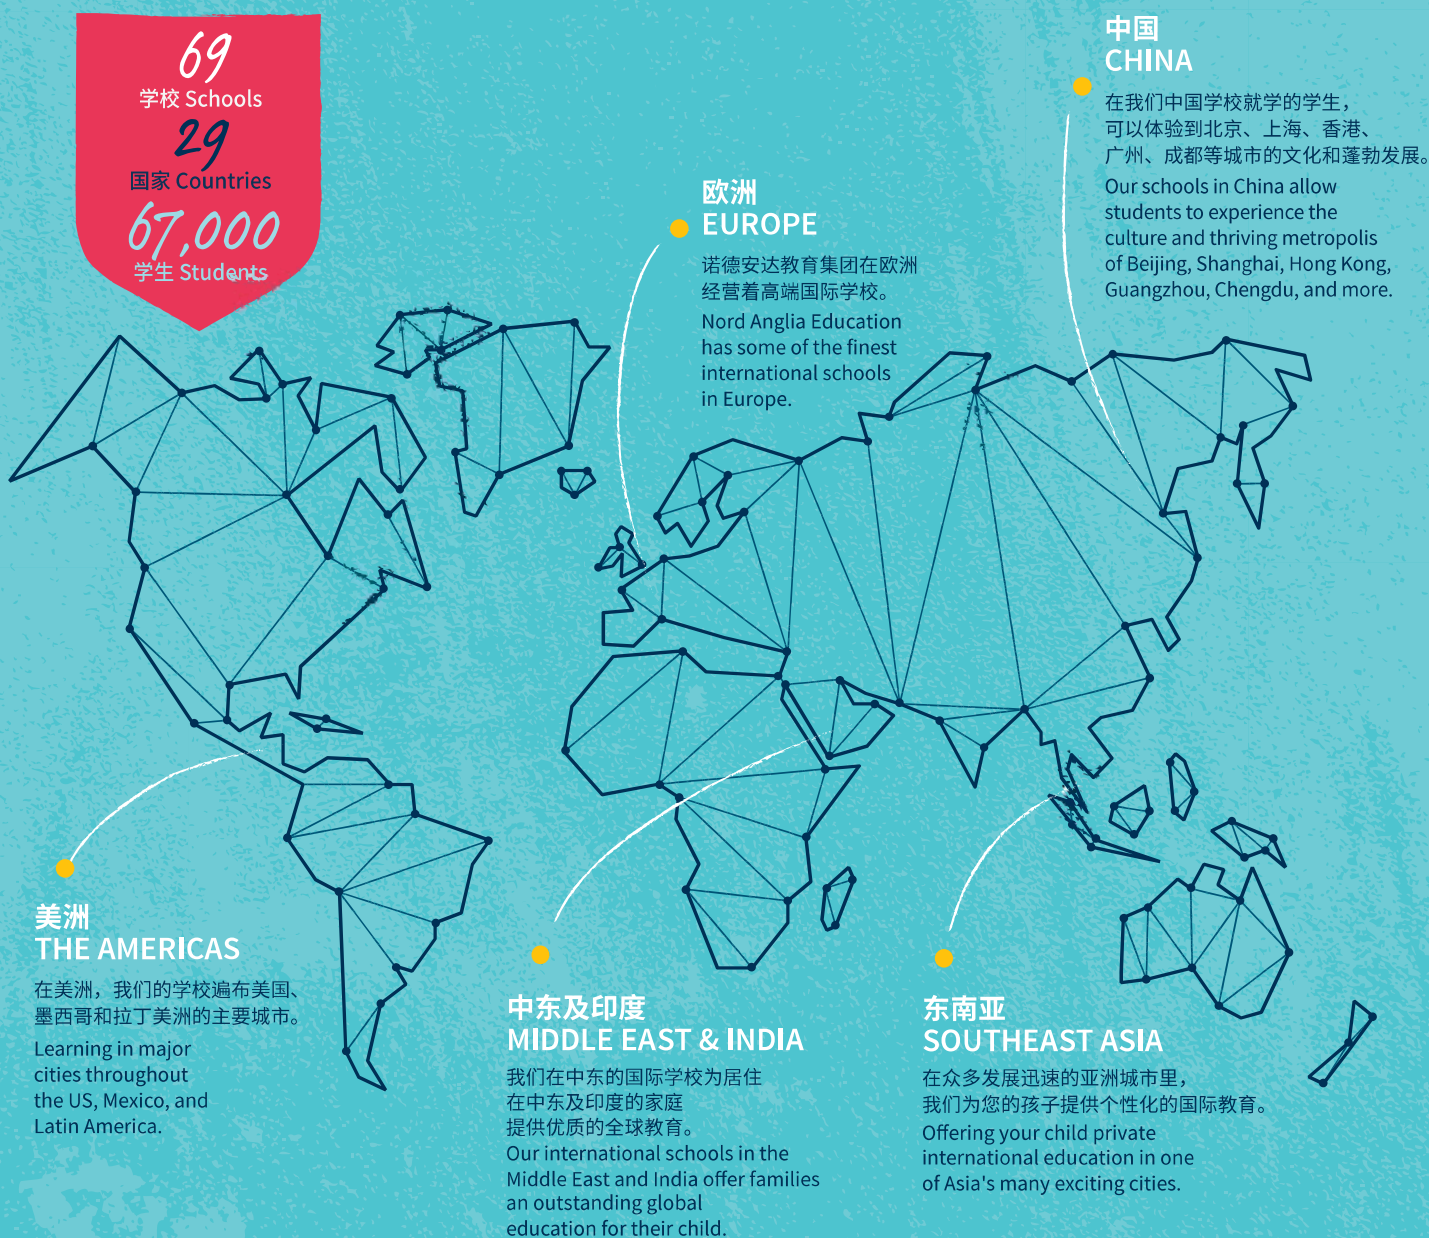 69
学校 Schools
29
国家 Countries
67,000
学生 Students
中国
CHINA
在我们中国学校就学的学生，
可以体验到北京、上海、香港、
广州、成都等城市的文化和蓬勃发展。
Our schools in China allow
students to experience the
culture and thriving metropolis
of Beijing, Shanghai, Hong Kong,
Guangzhou, Chengdu, and more.
欧洲
EUROPE
诺德安达教育集团在欧洲
经营着高端国际学校。
Nord Anglia Education
has some of the finest
international schools
in Europe.
美洲
THE AMERICAS
在美洲，我们的学校遍布美国、
墨西哥和拉丁美洲的主要城市。
Learning in major
cities throughout
the US, Mexico, and
Latin America.
中东及印度
MIDDLE EAST & INDIA
我们在中东的国际学校为居住
在中东及印度的家庭
提供优质的全球教育。
Our international schools in the
Middle East and India offer families
an outstanding global
education for their child.
东南亚
SOUTHEAST ASIA
在众多发展迅速的亚洲城市里，
我们为您的孩子提供个性化的国际教育。
Offering your child private
international education in one
of Asia's many exciting cities.